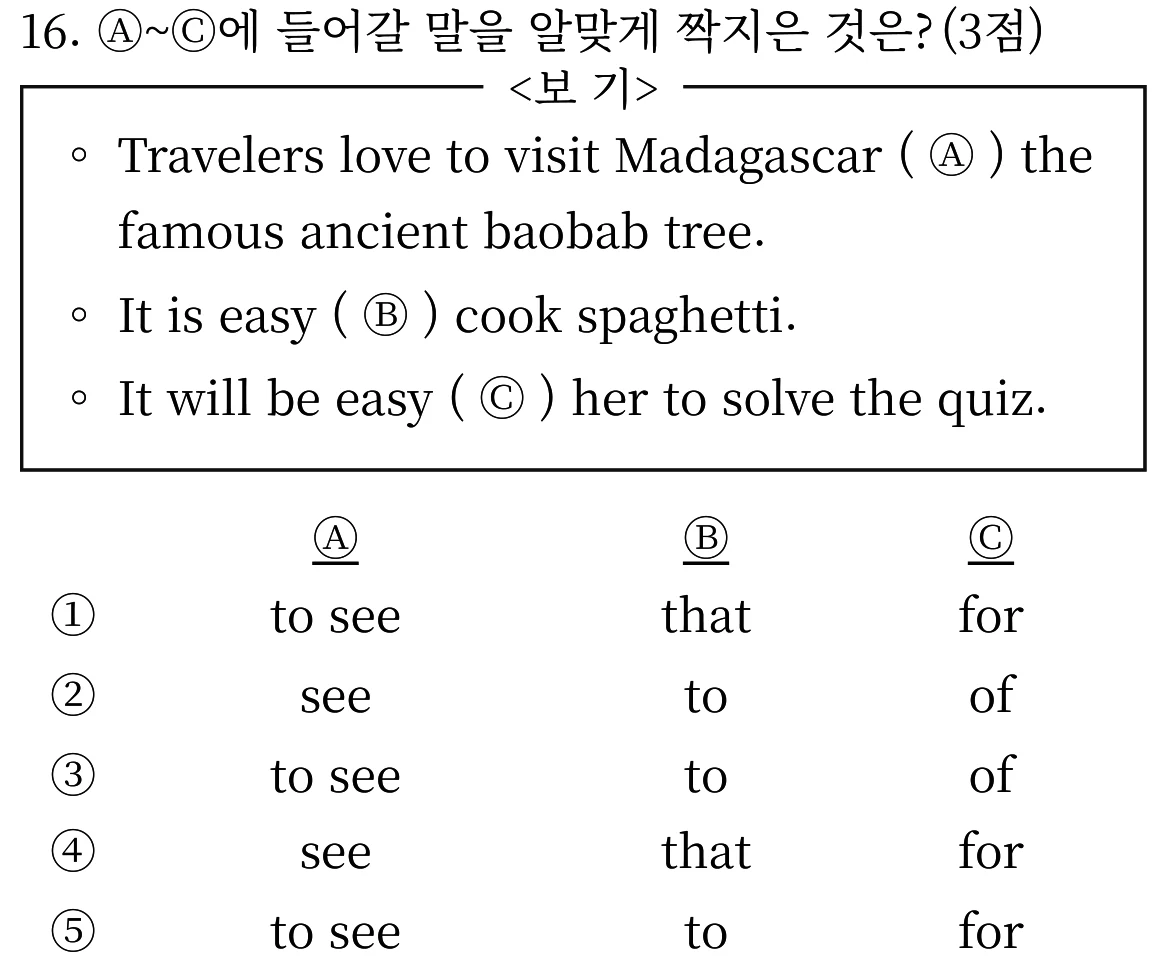 16. Ⓐ~Ⓒ에 들어갈 말을 알맞게 짝지은 것은?(3점)
<보 기>
◦ Travelers love to visit Madagascar ( Ⓐ ) the
famous ancient baobab tree.
◦ It is easy ( Ⓑ ) cook spaghetti.
◦ It will be easy ( Ⓒ ) her to solve the quiz.
Ⓐ Ⓑ Ⓒ
① to see that for
② see to of
③ to see to of
④ see that for
⑤ to see to for